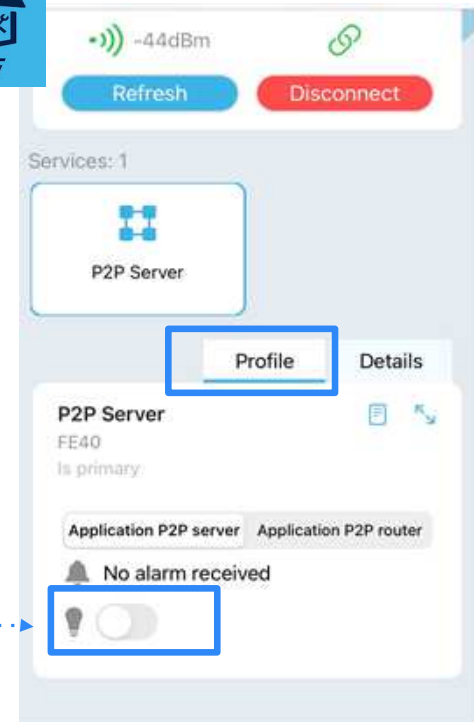 -44dBm
Refresh
Disconnect
Services: 1
P2P Server
Profile
Details
P2P Server
FE40
Is primary
Application P2P server
Application P2P router
No alarm received